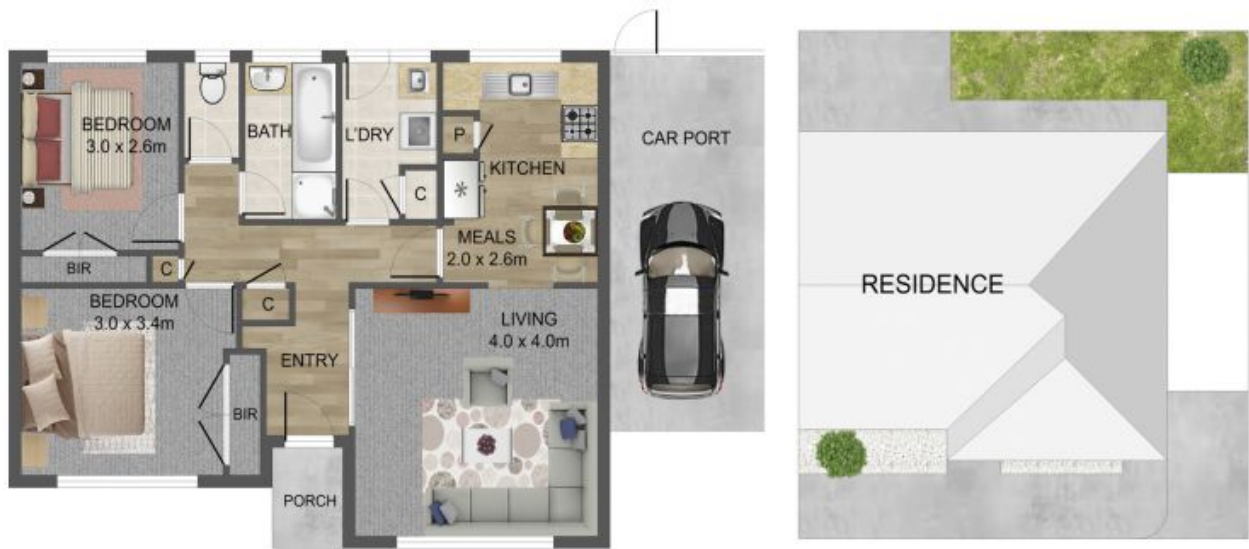 BEDROOM
3.0 x 2.6m
BATH
L'DRY
P
KITCHEN
C
MEALS
2.0 x 2.6m
CAR PORT
BIR
C
BEDROOM
3.0 x 3.4m
C
ENTRY
LIVING
4.0 x 4.0m
BIR
PORCH
RESIDENCE